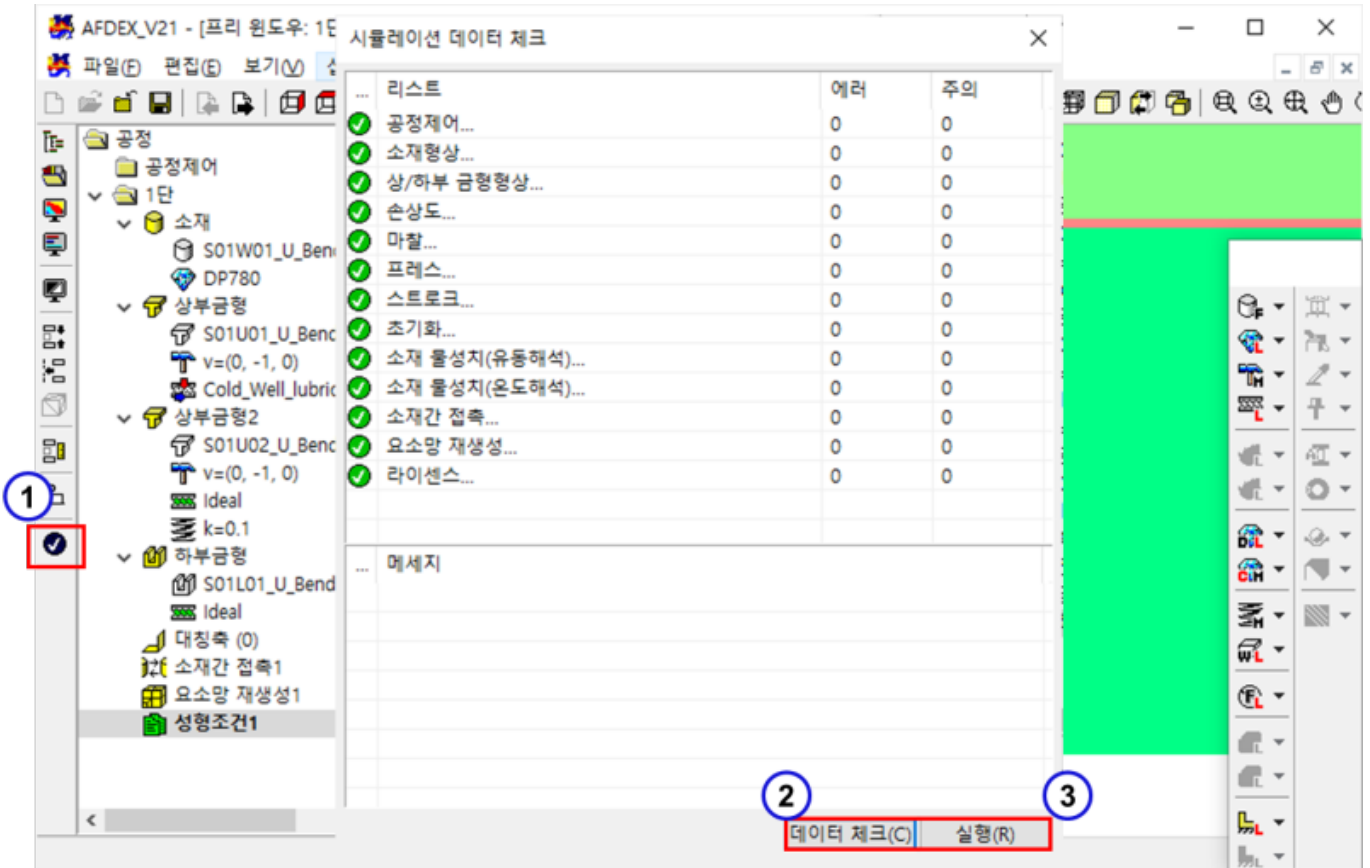 AFDEX_V21 - [프리 윈도우: 1단
파일(F) 편집(E) 보기(V)
시뮬레이션 데이터 체크
... 리스트 에러 주의
공정제어... 0 0
소재형상... 0 0
상/하부 금형형상... 0 0
손상도... 0 0
마찰... 0 0
프레스... 0 0
스트로크... 0 0
초기화... 0 0
소재 물성치(유동해석)... 0 0
소재 물성치(온도해석)... 0 0
소재간 접촉... 0 0
요소망 재생성... 0 0
라이센스... 0 0
... 메세지
데이터 체크(C) 실행(R)
공정
공정제어
1단
소재
S01W01_U_Ben
DP780
상부금형
S01U01_U_Benc
v=(0, -1, 0)
Cold_Well_lubric
상부금형2
S01U02_U_Benc
v=(0, -1, 0)
Ideal
k=0.1
하부금형
S01L01_U_Bend
Ideal
대칭축 (0)
소재간 접촉1
요소망 재생성1
성형조건1
1
2
3